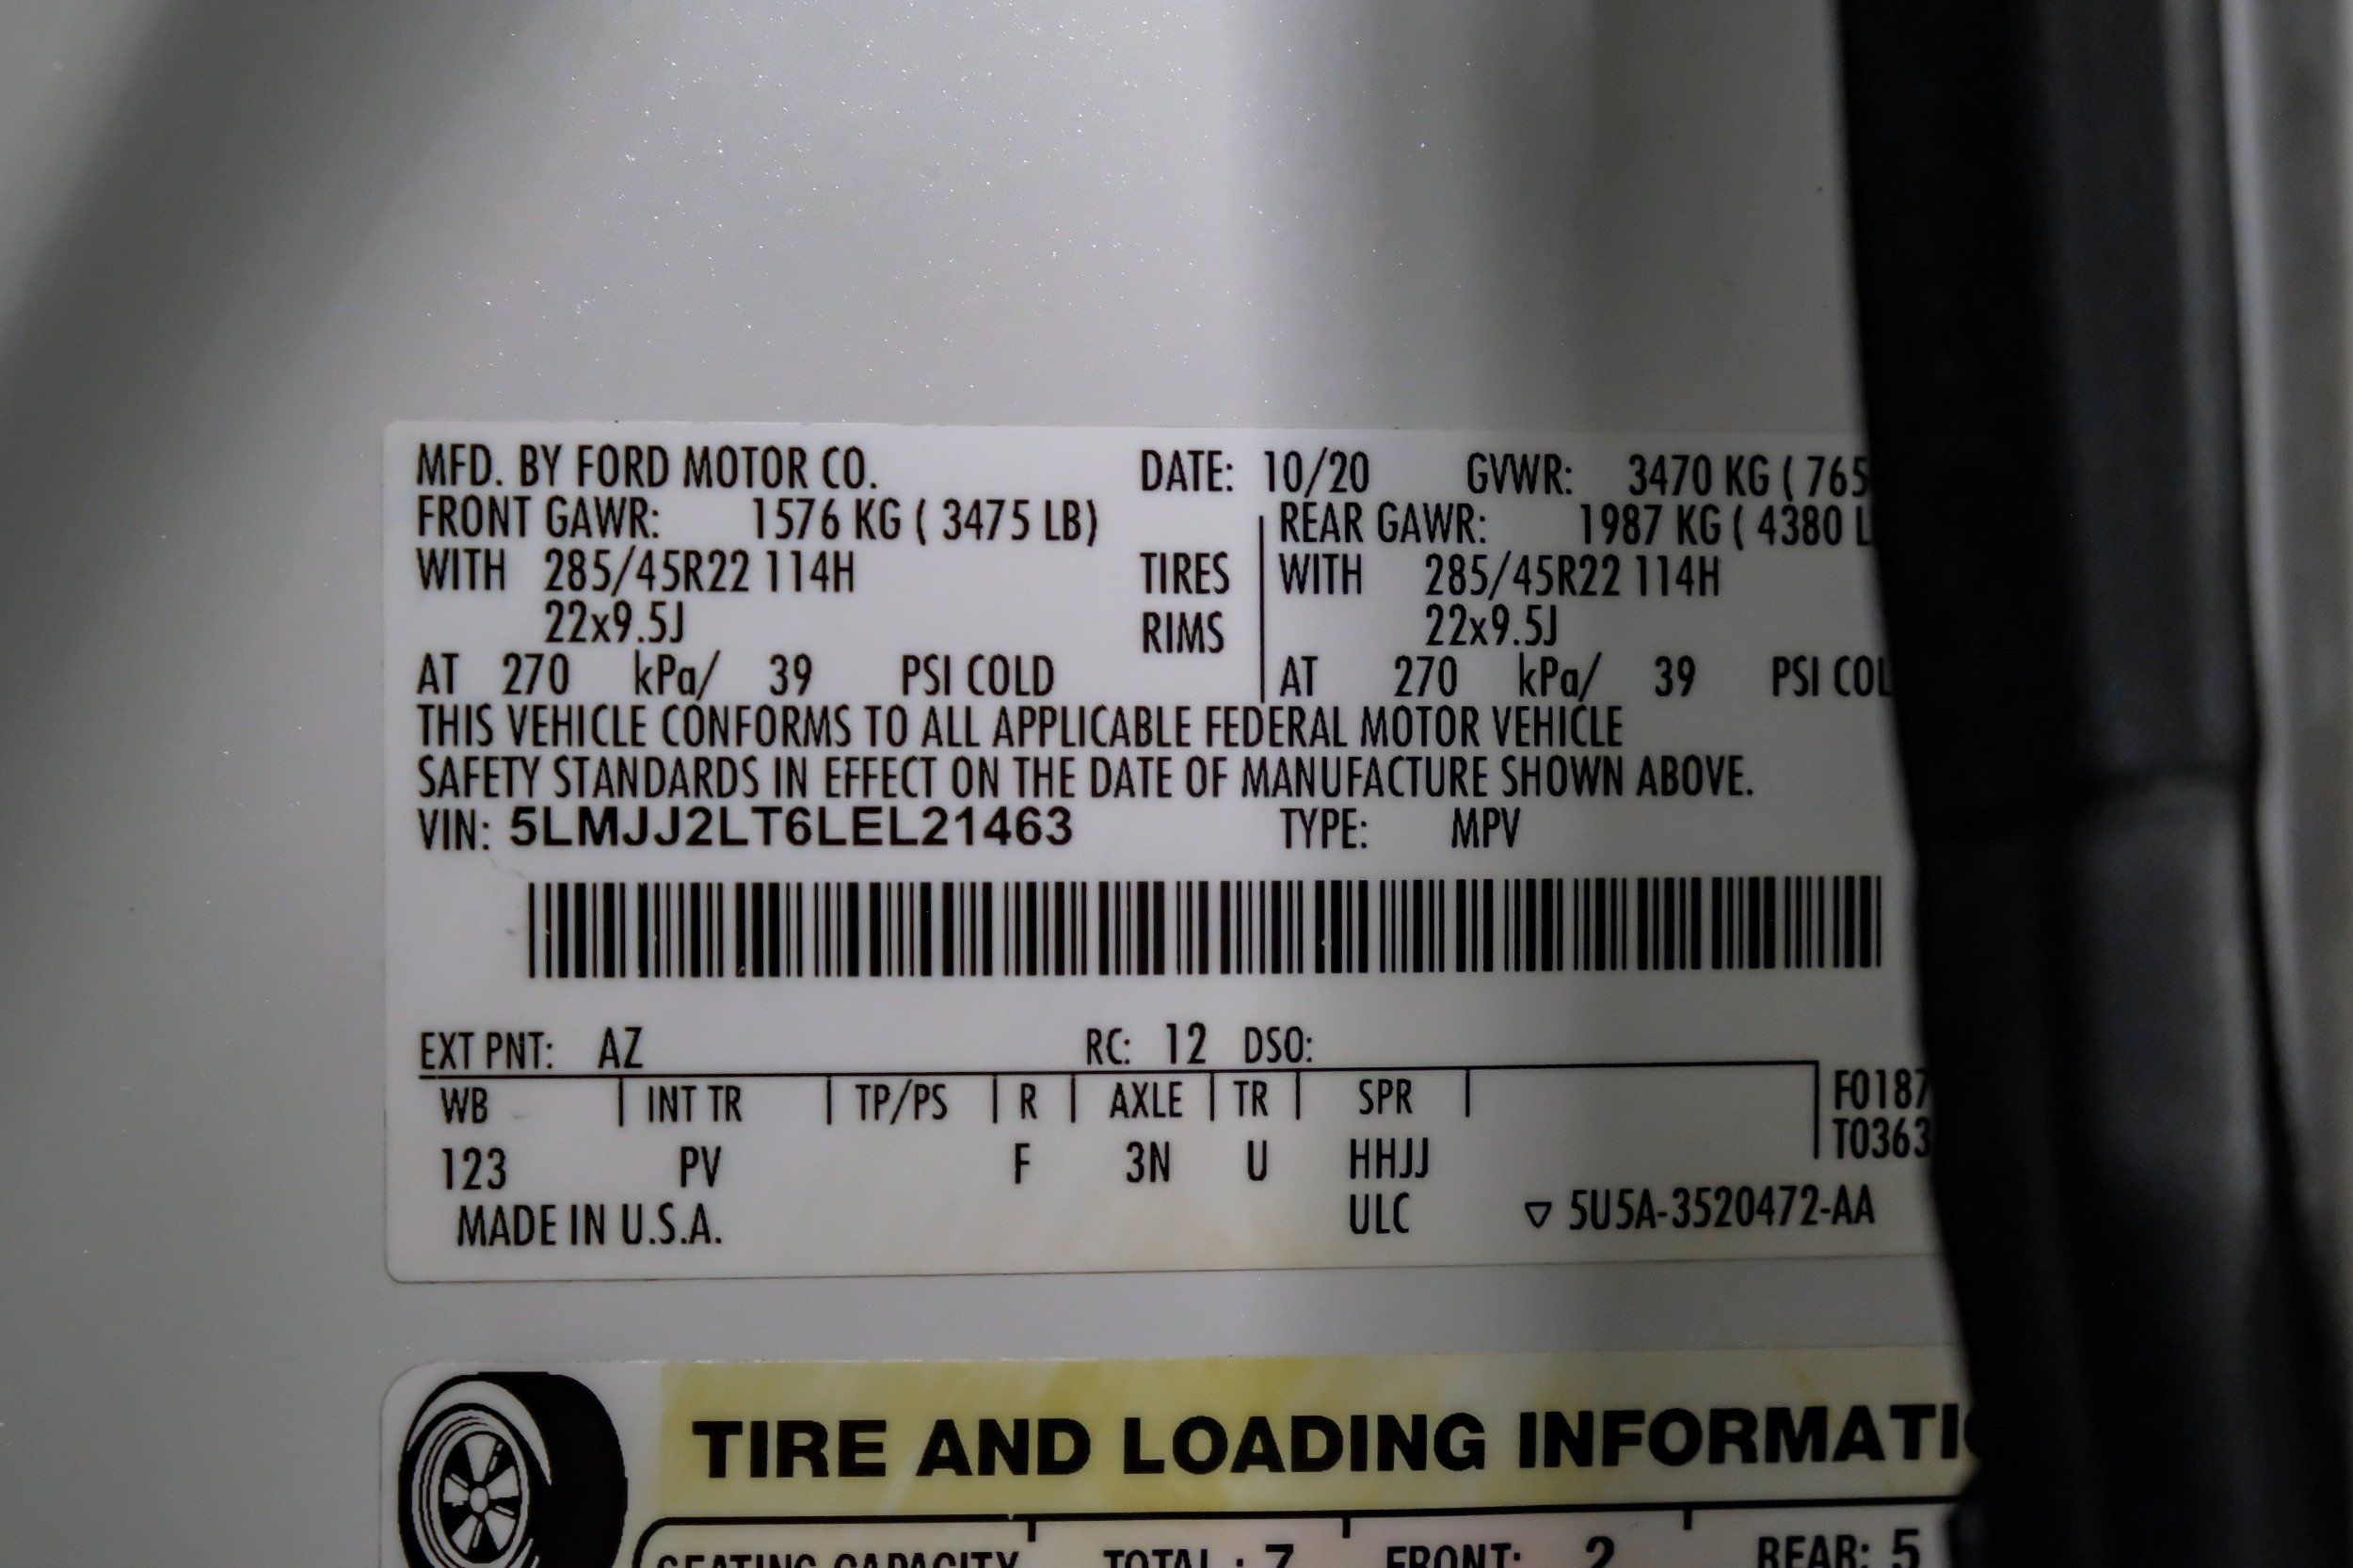 MFD. BY FORD MOTOR CO. DATE: 10/20 GVWR: 3470 KG ( 765
FRONT GAWR: 1576 KG ( 3475 LB) REAR GAWR: 1987 KG ( 4380 L
WITH 285/45R22 114H TIRES WITH 285/45R22 114H
22x9.5J RIMS 22x9.5J
AT 270 kPa/ 39 PSI COLD AT 270 kPa/ 39 PSI COL
THIS VEHICLE CONFORMS TO ALL APPLICABLE FEDERAL MOTOR VEHICLE
SAFETY STANDARDS IN EFFECT ON THE DATE OF MANUFACTURE SHOWN ABOVE.
VIN: 5LMJJ2LT6LEL21463 TYPE: MPV
EXT PNT: AZ RC: 12 DSO:
WB INT TR TP/PS R AXLE TR SPR F0187
T0363
123 PV F 3N U HHJJ
MADE IN U.S.A. ULC ▽ 5U5A-3520472-AA
TIRE AND LOADING INFORMATI
SEATING CAPACITY TOTAL : 7 FRONT: 2 REAR: 5